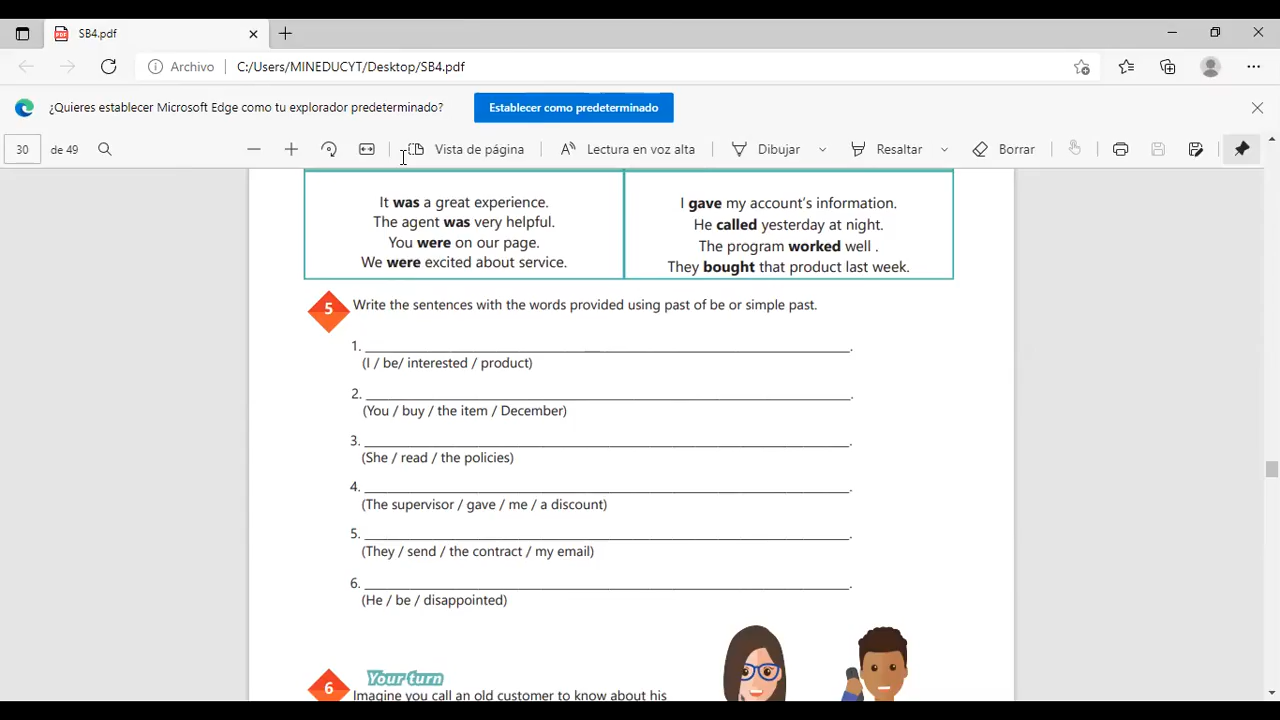 SB4.pdf
Archivo C:/Users/MINEDUCYT/Desktop/SB4.pdf
¿Quieres establecer Microsoft Edge como tu explorador predeterminado? Establecer como predeterminado
30 de 49 Vista de página Lectura en voz alta Dibujar Resaltar Borrar
It was a great experience.
The agent was very helpful.
You were on our page.
We were excited about service.
I gave my account's information.
He called yesterday at night.
The program worked well .
They bought that product last week.
5 Write the sentences with the words provided using past of be or simple past.
1. ____________________.
(I / be/ interested / product)
2. ____________________.
(You / buy / the item / December)
3. ____________________.
(She / read / the policies)
4. ____________________.
(The supervisor / gave / me / a discount)
5. ____________________.
(They / send / the contract / my email)
6. ____________________.
(He / be / disappointed)
Your turn
6 Imagine you call an old customer to know about his